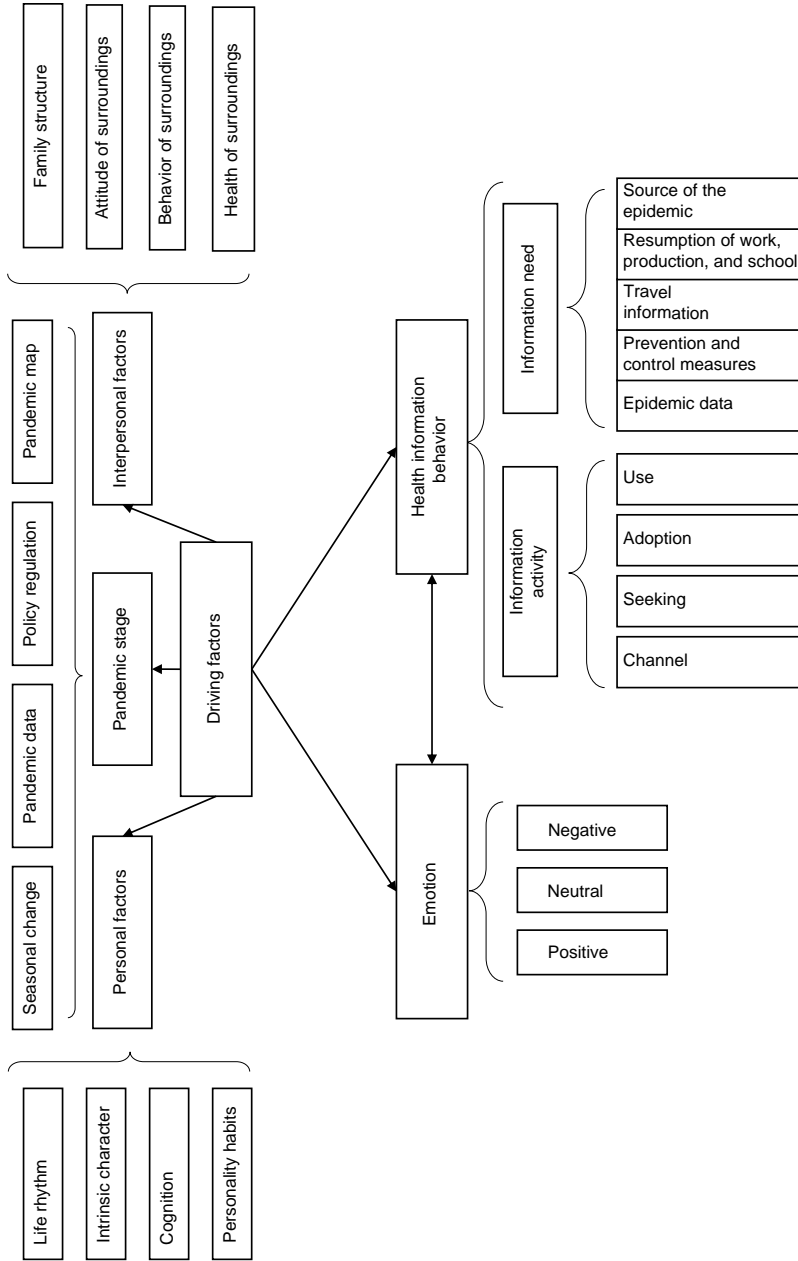 Seasonal change
Pandemic data
Policy regulation
Pandemic map
Life rhythm
Intrinsic character
Cognition
Personality habits
Personal factors
Pandemic stage
Interpersonal factors
Family structure
Attitude of surroundings
Behavior of surroundings
Health of surroundings
Driving factors
Emotion
Health information
behavior
Negative
Neutral
Positive
Information
activity
Information need
Use
Adoption
Seeking
Channel
Source of the
epidemic
Resumption of work,
production, and school
Travel
information
Prevention and
control measures
Epidemic data